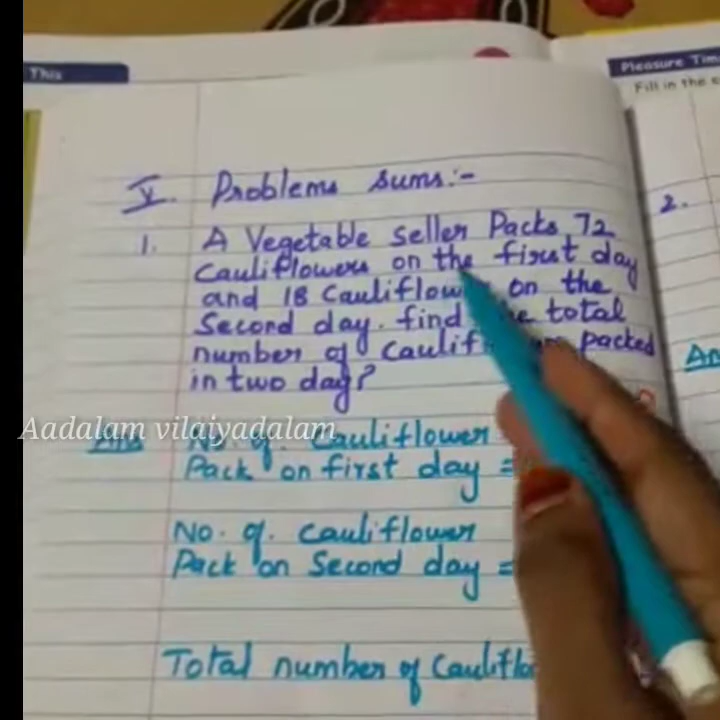 This
Pleasure Tim
Fill in the e
V. Problems sums:-
1. A Vegetable seller Packs 72
Cauliflowers on the first day
and 18 Cauliflow on the
Second day. find the total
number of Caulif packed
in two day?
2.
Aadalam vilaiyadalam
Ans No. of. Cauliflower
Pack on first day =
No. of. Cauliflower
Pack on Second day =
Total number of Cauliflo
An